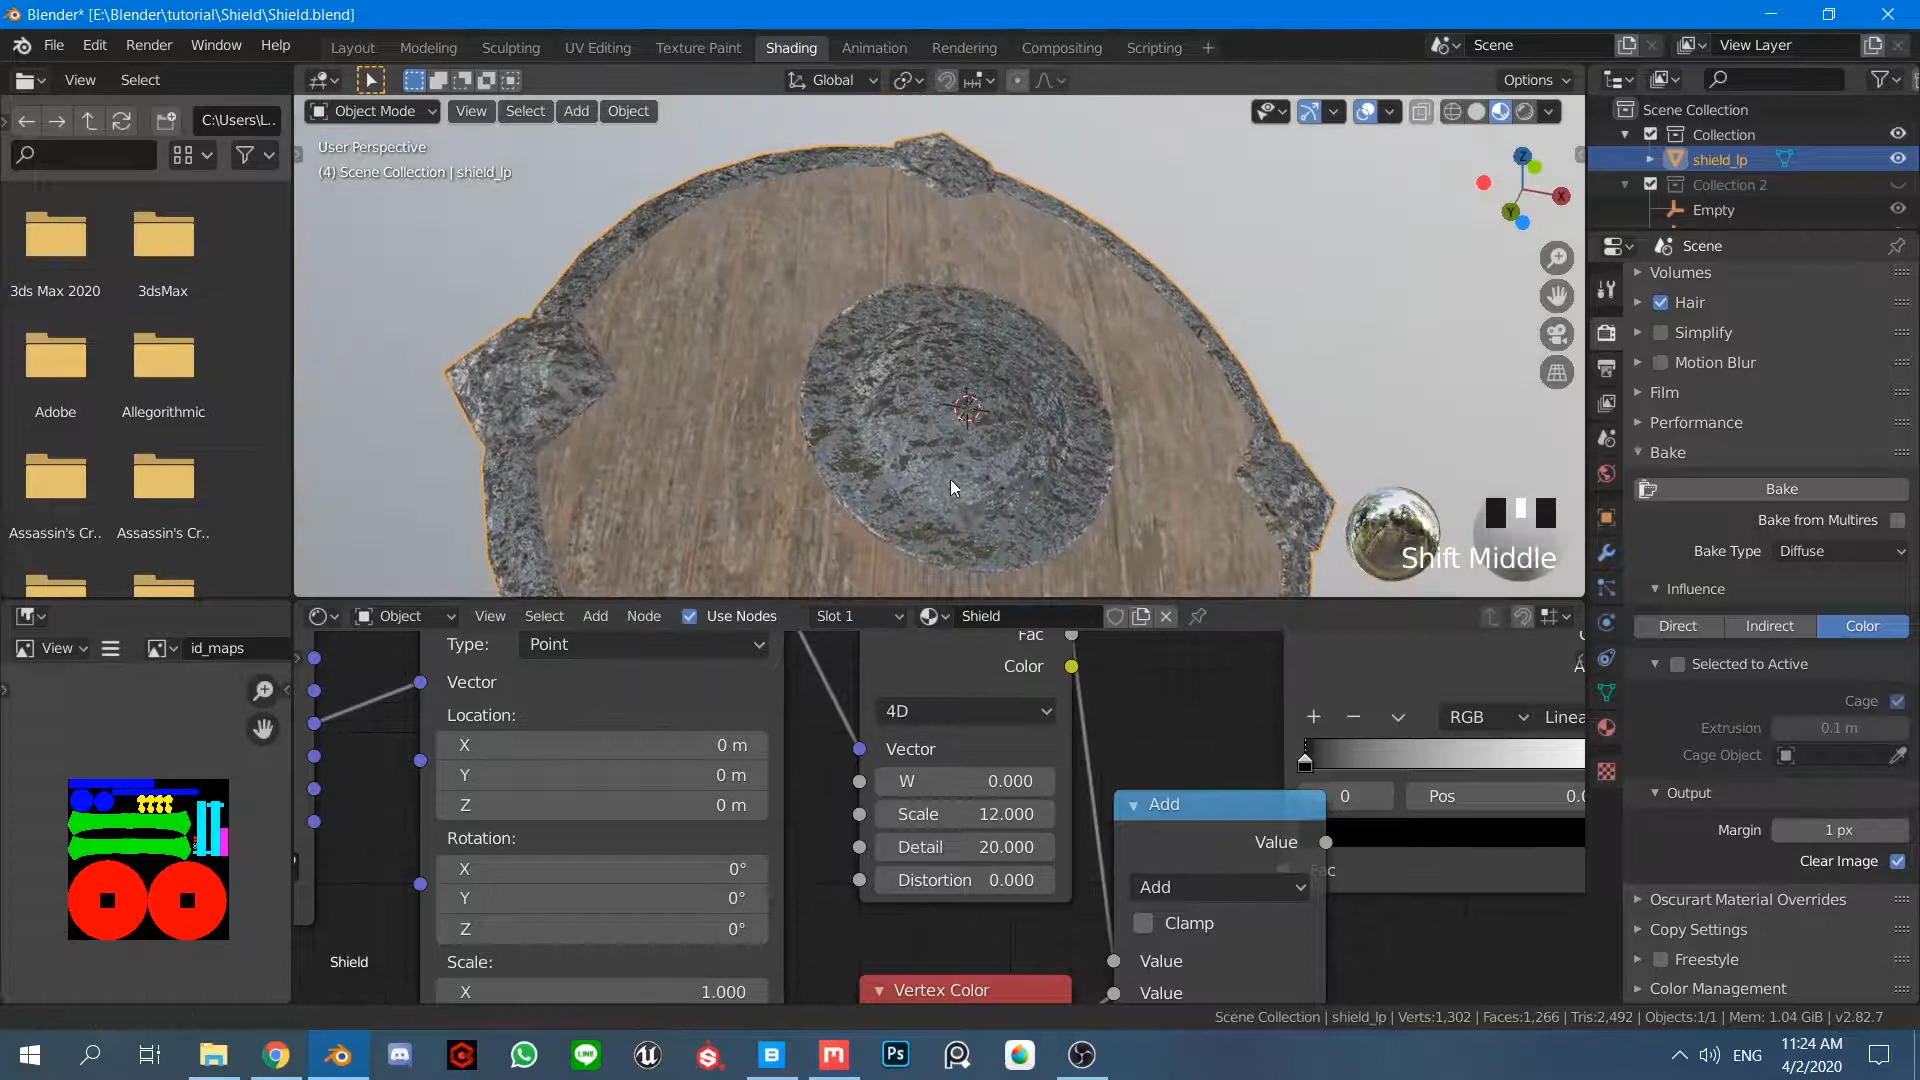 Blender* [E:\Blender\tutorial\Shield\Shield.blend]
File Edit Render Window Help
Layout Modeling Sculpting UV Editing Texture Paint Shading Animation Rendering Compositing Scripting
Scene
View Layer
View Select
Global
Options
C:\Users\L..
Object Mode View Select Add Object
User Perspective
(4) Scene Collection | shield_lp
Z
X
Y
Scene Collection
Collection
shield_lp
Collection 2
Empty
3ds Max 2020
3dsMax
Adobe
Allegorithmic
Assassin's Cr..
Assassin's Cr..
Shift Middle
Scene
Volumes
Hair
Simplify
Motion Blur
Film
Performance
Bake
Bake
Bake from Multires
Bake Type Diffuse
Influence
Direct Indirect Color
Selected to Active
Cage
Extrusion 0.1 m
Cage Object
Output
Margin 1 px
Clear Image
Oscurart Material Overrides
Copy Settings
Freestyle
Color Management
View
id_maps
Object View Select Add Node Use Nodes Slot 1 Shield
Type: Point
Vector
Location:
X 0 m
Y 0 m
Z 0 m
Rotation:
X 0°
Y 0°
Z 0°
Scale:
X 1.000
Shield
Fac
Color
4D
Vector
W 0.000
Scale 12.000
Detail 20.000
Distortion 0.000
Vertex Color
Add
Value
Add
Clamp
Value
Value
RGB
0
Pos
Scene Collection | shield_lp | Verts:1,302 | Faces:1,266 | Tris:2,492 | Objects:1/1 | Mem: 1.04 GiB | v2.82.7
Ps
ENG
11:24 AM
4/2/2020